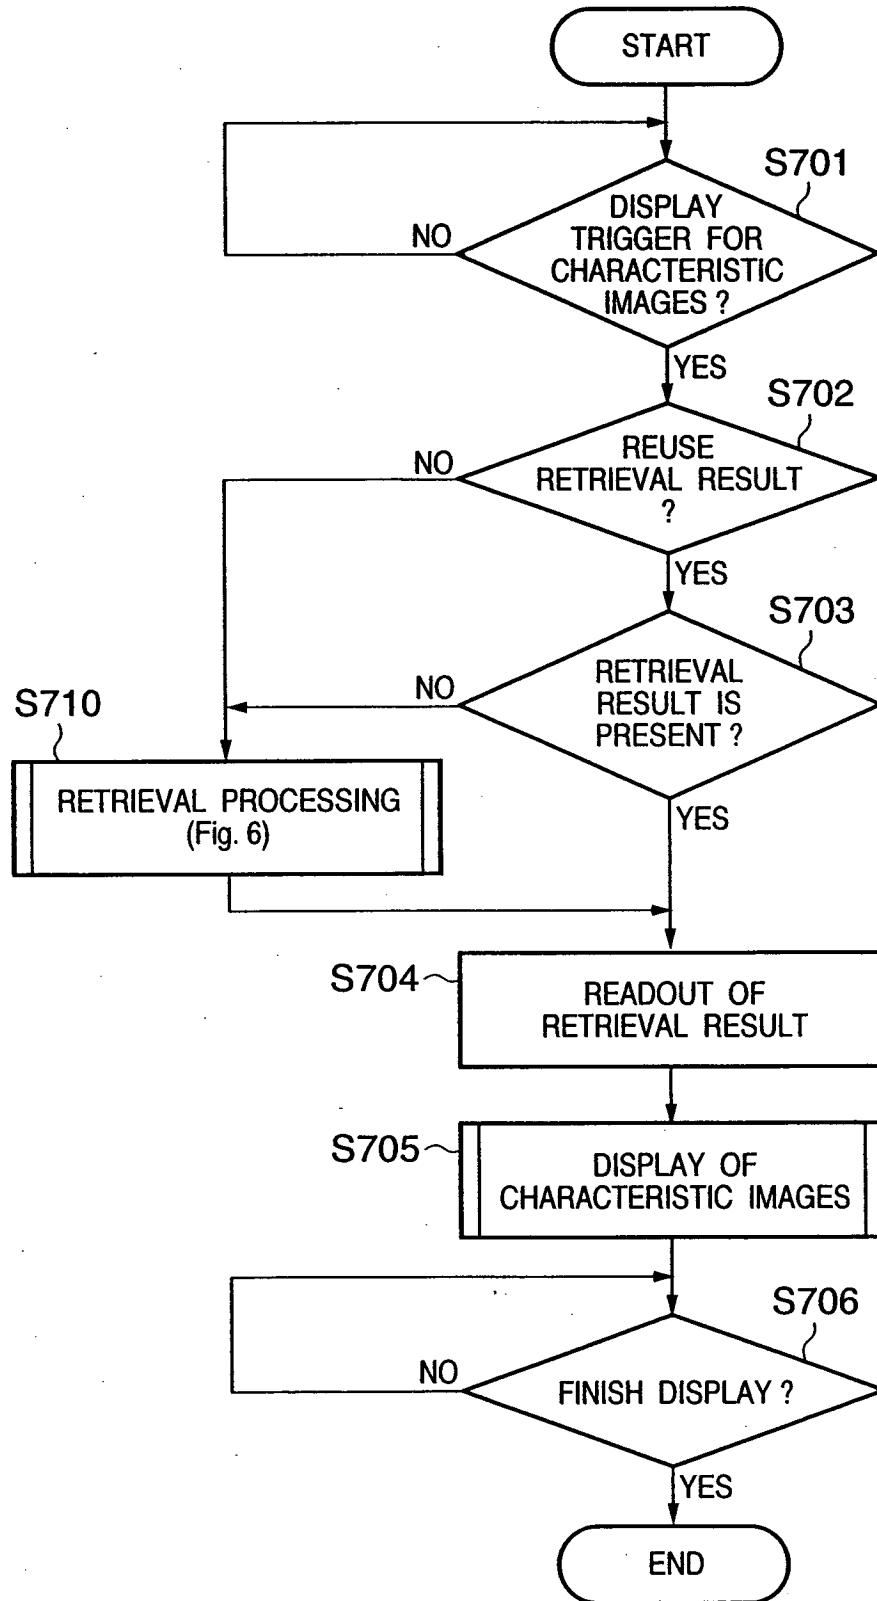 START
S701
DISPLAY
TRIGGER FOR
CHARACTERISTIC
IMAGES ?
NO
YES
S702
REUSE
RETRIEVAL RESULT
?
NO
YES
S703
RETRIEVAL
RESULT IS
PRESENT ?
NO
YES
S710
RETRIEVAL PROCESSING
(Fig. 6)
S704
READOUT OF
RETRIEVAL RESULT
S705
DISPLAY OF
CHARACTERISTIC IMAGES
S706
FINISH DISPLAY ?
NO
YES
END